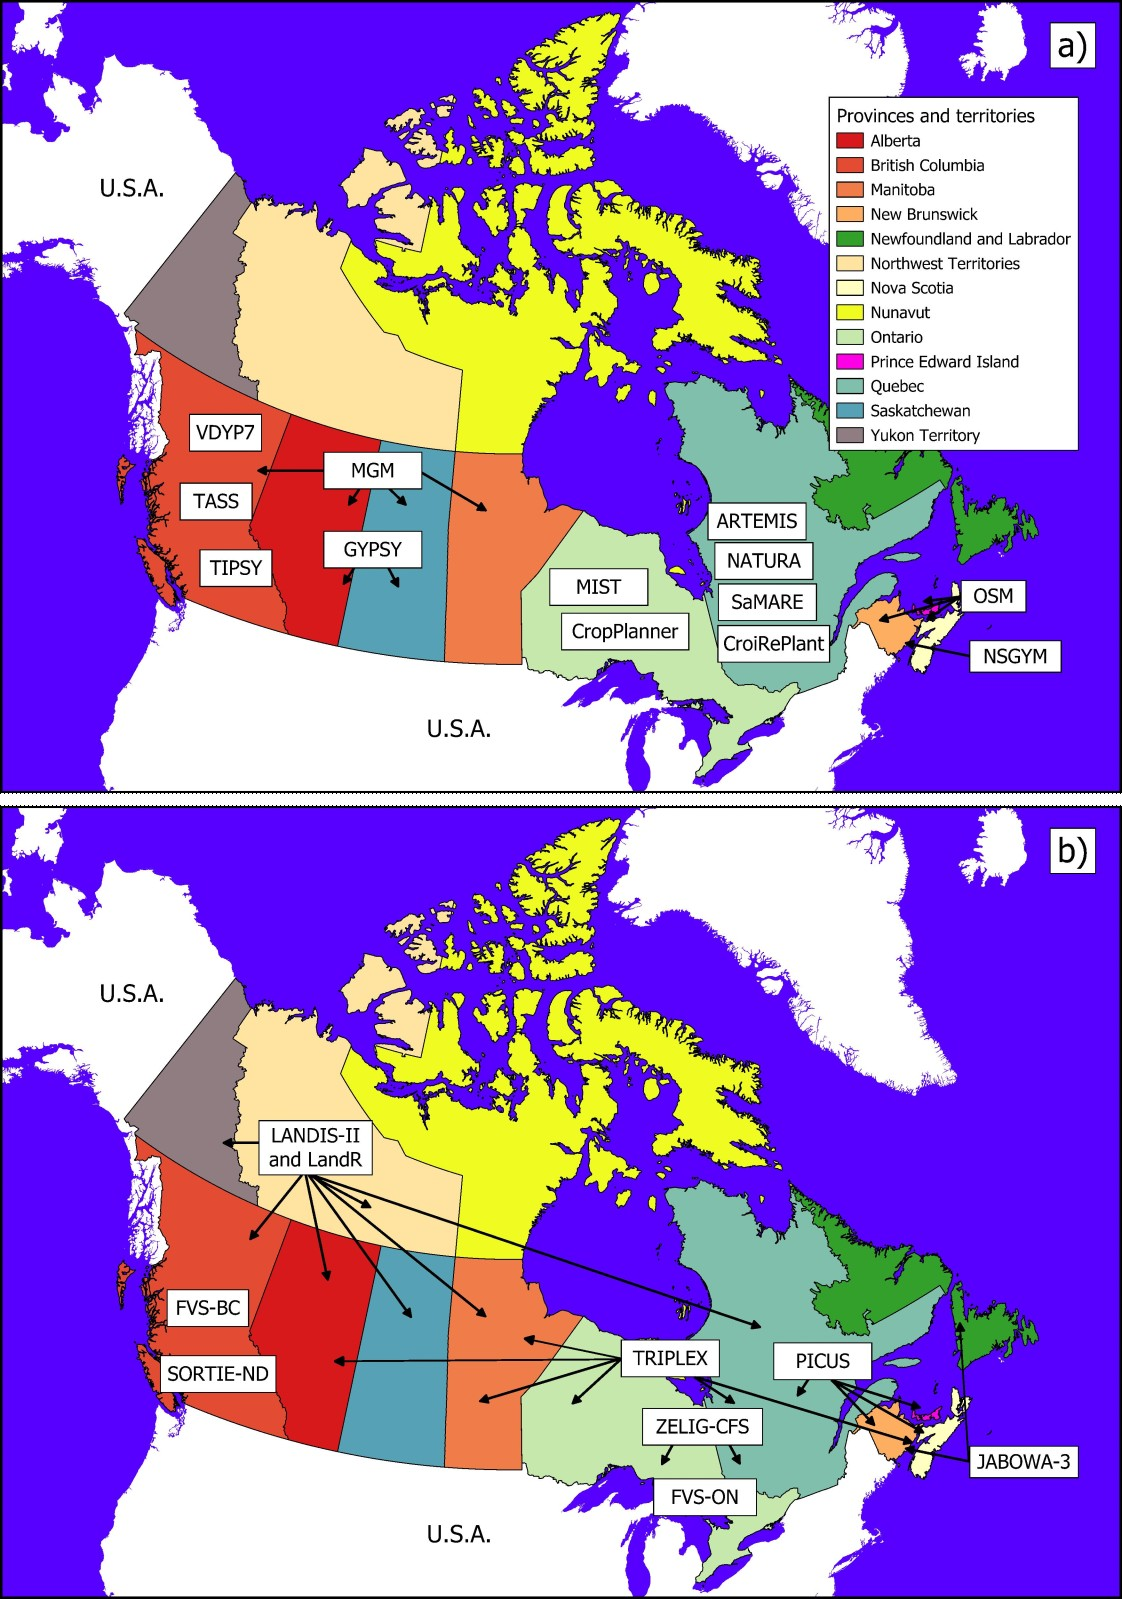 a)
U.S.A.
Provinces and territories
Alberta
British Columbia
Manitoba
New Brunswick
Newfoundland and Labrador
Northwest Territories
Nova Scotia
Nunavut
Ontario
Prince Edward Island
Quebec
Saskatchewan
Yukon Territory
VDYP7
MGM
TASS
ARTEMIS
GYPSY
NATURA
TIPSY
MIST
SaMARE
OSM
CropPlanner
CroiRePlant
NSGYM
U.S.A.
b)
U.S.A.
LANDIS-II
and LandR
FVS-BC
TRIPLEX
PICUS
SORTIE-ND
ZELIG-CFS
JABOWA-3
FVS-ON
U.S.A.